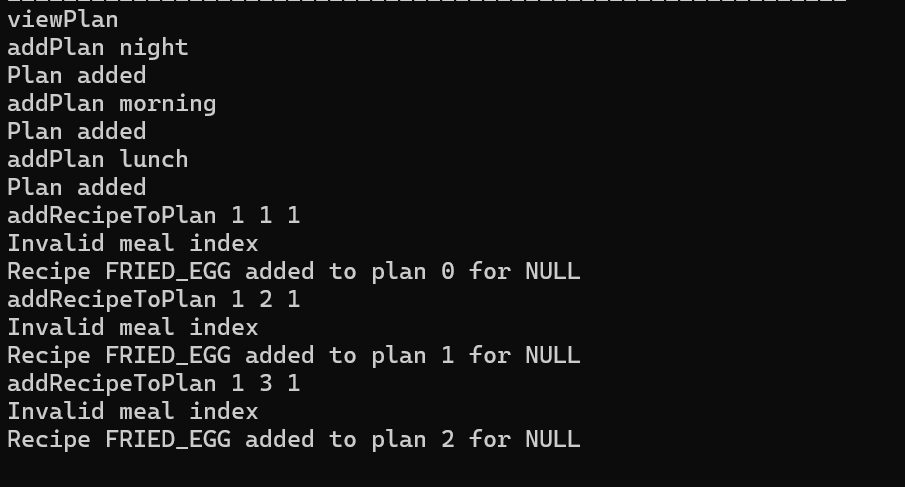 viewPlan
addPlan night
Plan added
addPlan morning
Plan added
addPlan lunch
Plan added
addRecipeToPlan 1 1 1
Invalid meal index
Recipe FRIED_EGG added to plan 0 for NULL
addRecipeToPlan 1 2 1
Invalid meal index
Recipe FRIED_EGG added to plan 1 for NULL
addRecipeToPlan 1 3 1
Invalid meal index
Recipe FRIED_EGG added to plan 2 for NULL